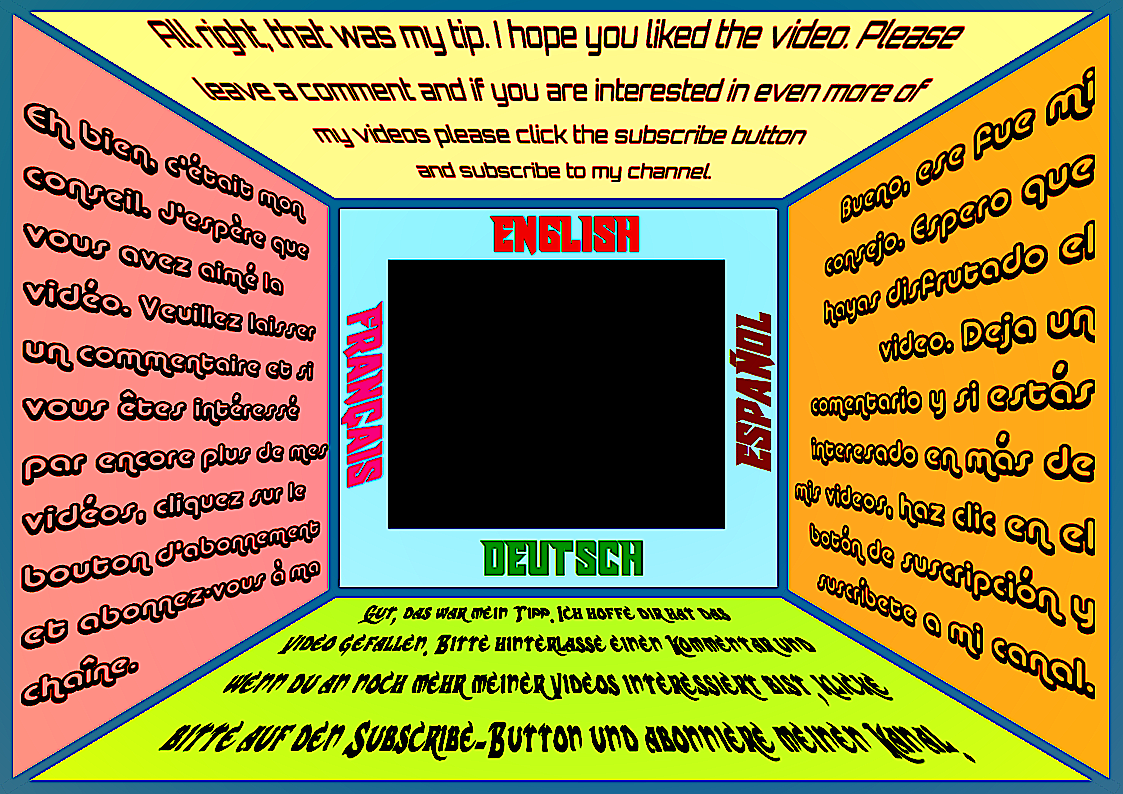 All right, that was my tip. I hope you liked the video. Please
leave a comment and if you are interested in even more of
my videos please click the subscribe button
and subscribe to my channel.
Eh bien, c'était mon
conseil. J'espère que
vous avez aimé la
vidéo. Veuillez laisser
un commentaire et si
vous êtes intéressé
par encore plus de mes
vidéos, cliquez sur le
bouton d'abonnement
et abonnez-vous à ma
chaîne.
ENGLISH
FRANÇAIS
ESPAÑOL
DEUTSCH
Bueno, ese fue mi
consejo. Espero que
hayas disfrutado el
video. Deja un
comentario y si estás
interesado en más de
mis videos, haz clic en el
botón de suscripción y
suscríbete a mi canal.
Gut, das war mein Tipp. Ich hoffe dir hat das
Video gefallen. Bitte hinterlasse einen Kommentar und
wenn du an noch mehr meiner Videos interessiert bist , klicke
bitte auf den Subscribe-Button und abonniere meinen Kanal.